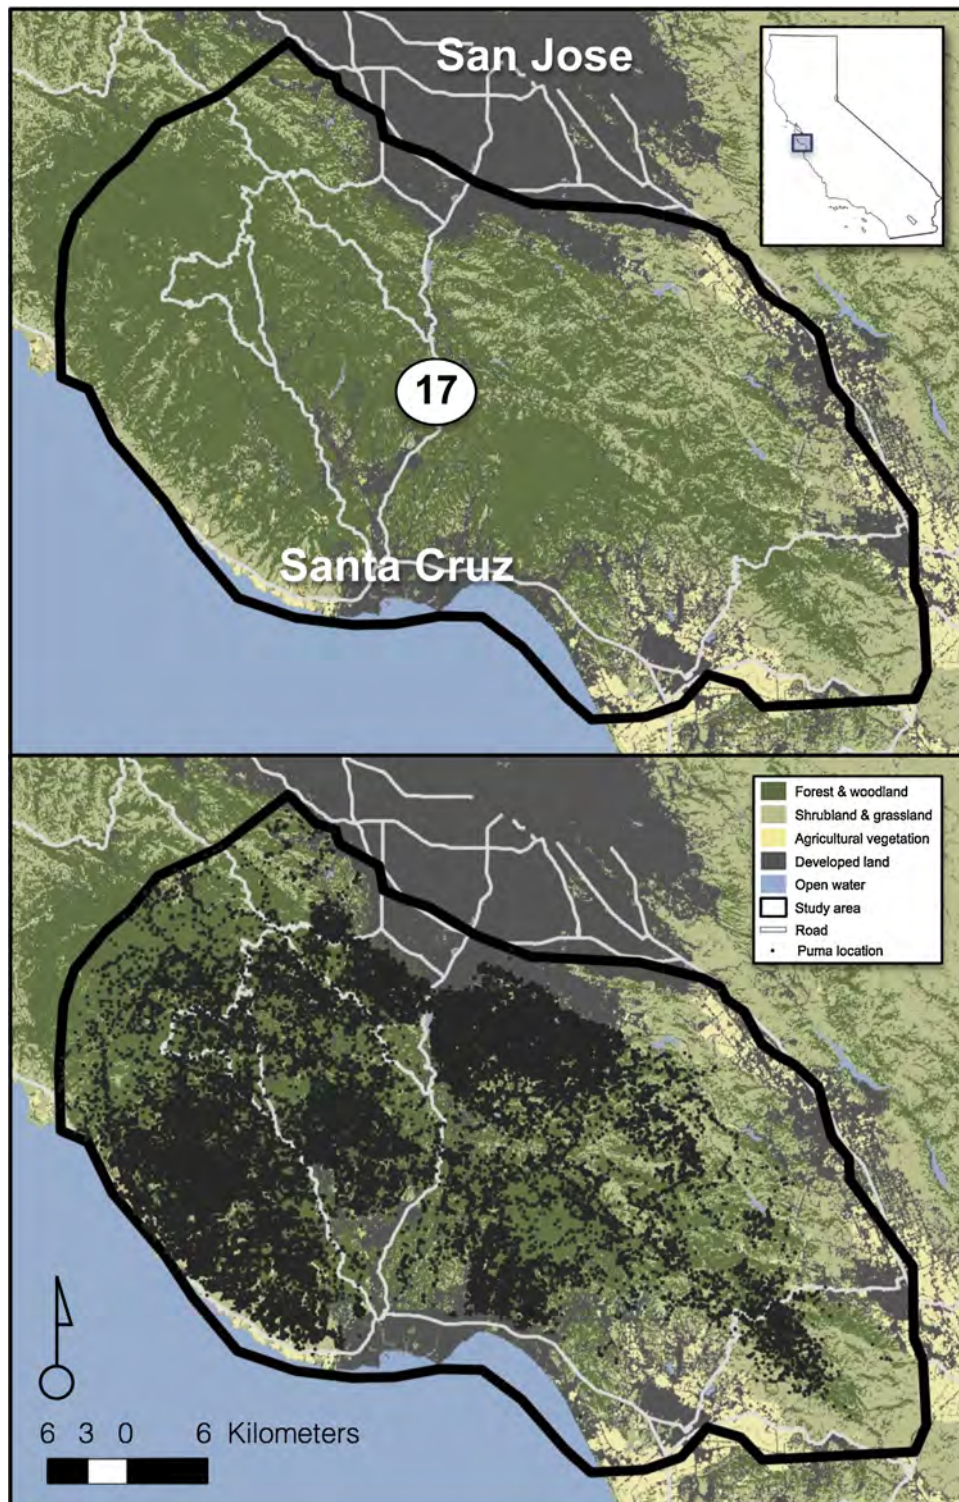 San Jose
17
Santa Cruz
Forest & woodland
Shrubland & grassland
Agricultural vegetation
Developed land
Open water
Study area
Road
Puma location
6 3 0 6 Kilometers